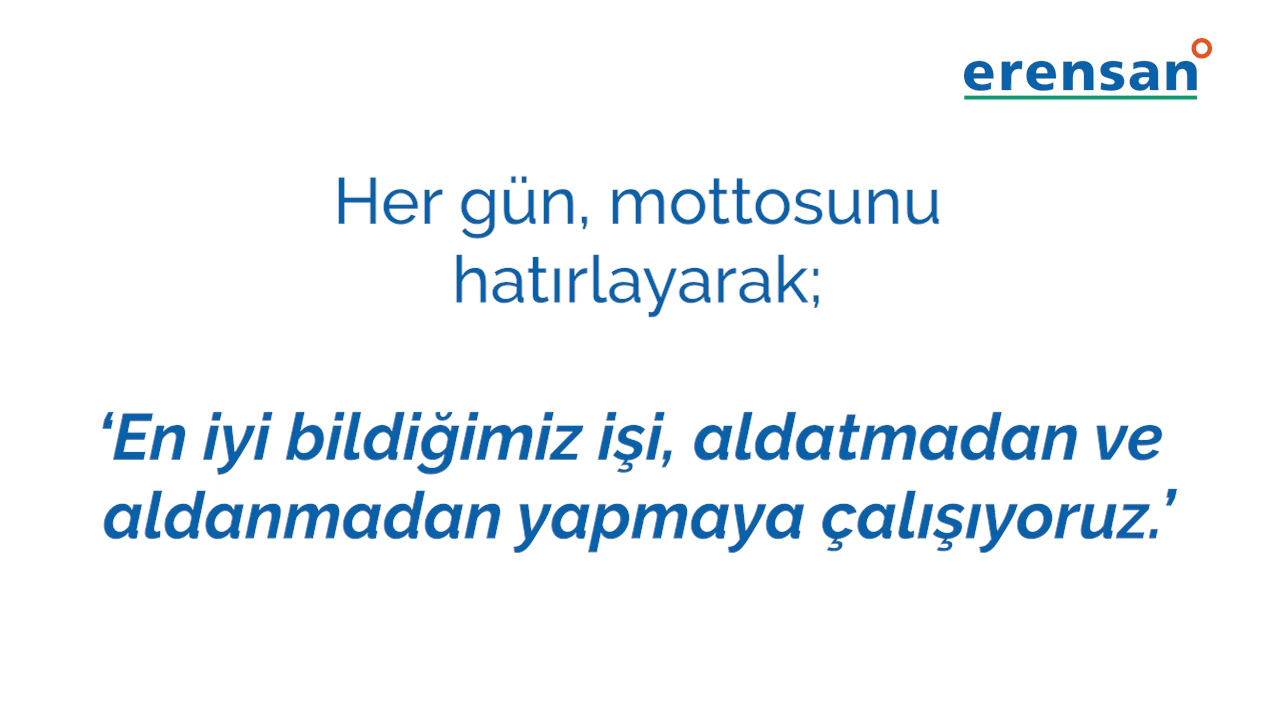 erensan
Her gün, mottosunu
hatırlayarak;
‘En iyi bildiğimiz işi, aldatmadan ve
aldanmadan yapmaya çalışıyoruz.’